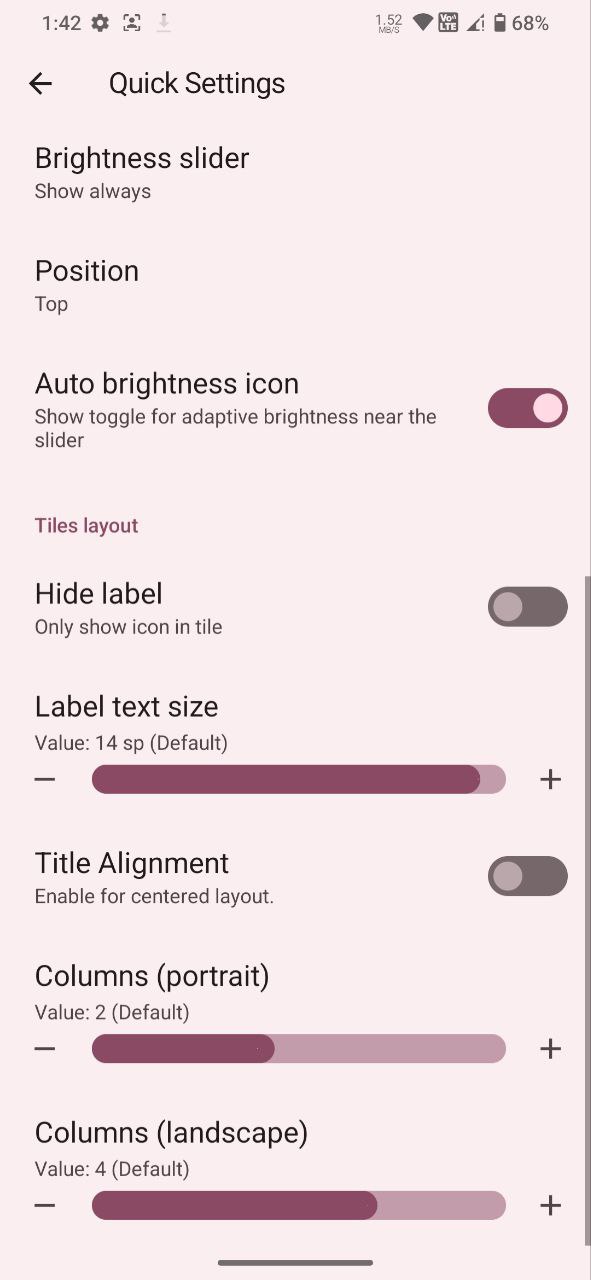 1:42 1.52 MB/S VoLTE 68%
Quick Settings
Brightness slider
Show always
Position
Top
Auto brightness icon
Show toggle for adaptive brightness near the
slider
Tiles layout
Hide label
Only show icon in tile
Label text size
Value: 14 sp (Default)
Title Alignment
Enable for centered layout.
Columns (portrait)
Value: 2 (Default)
Columns (landscape)
Value: 4 (Default)